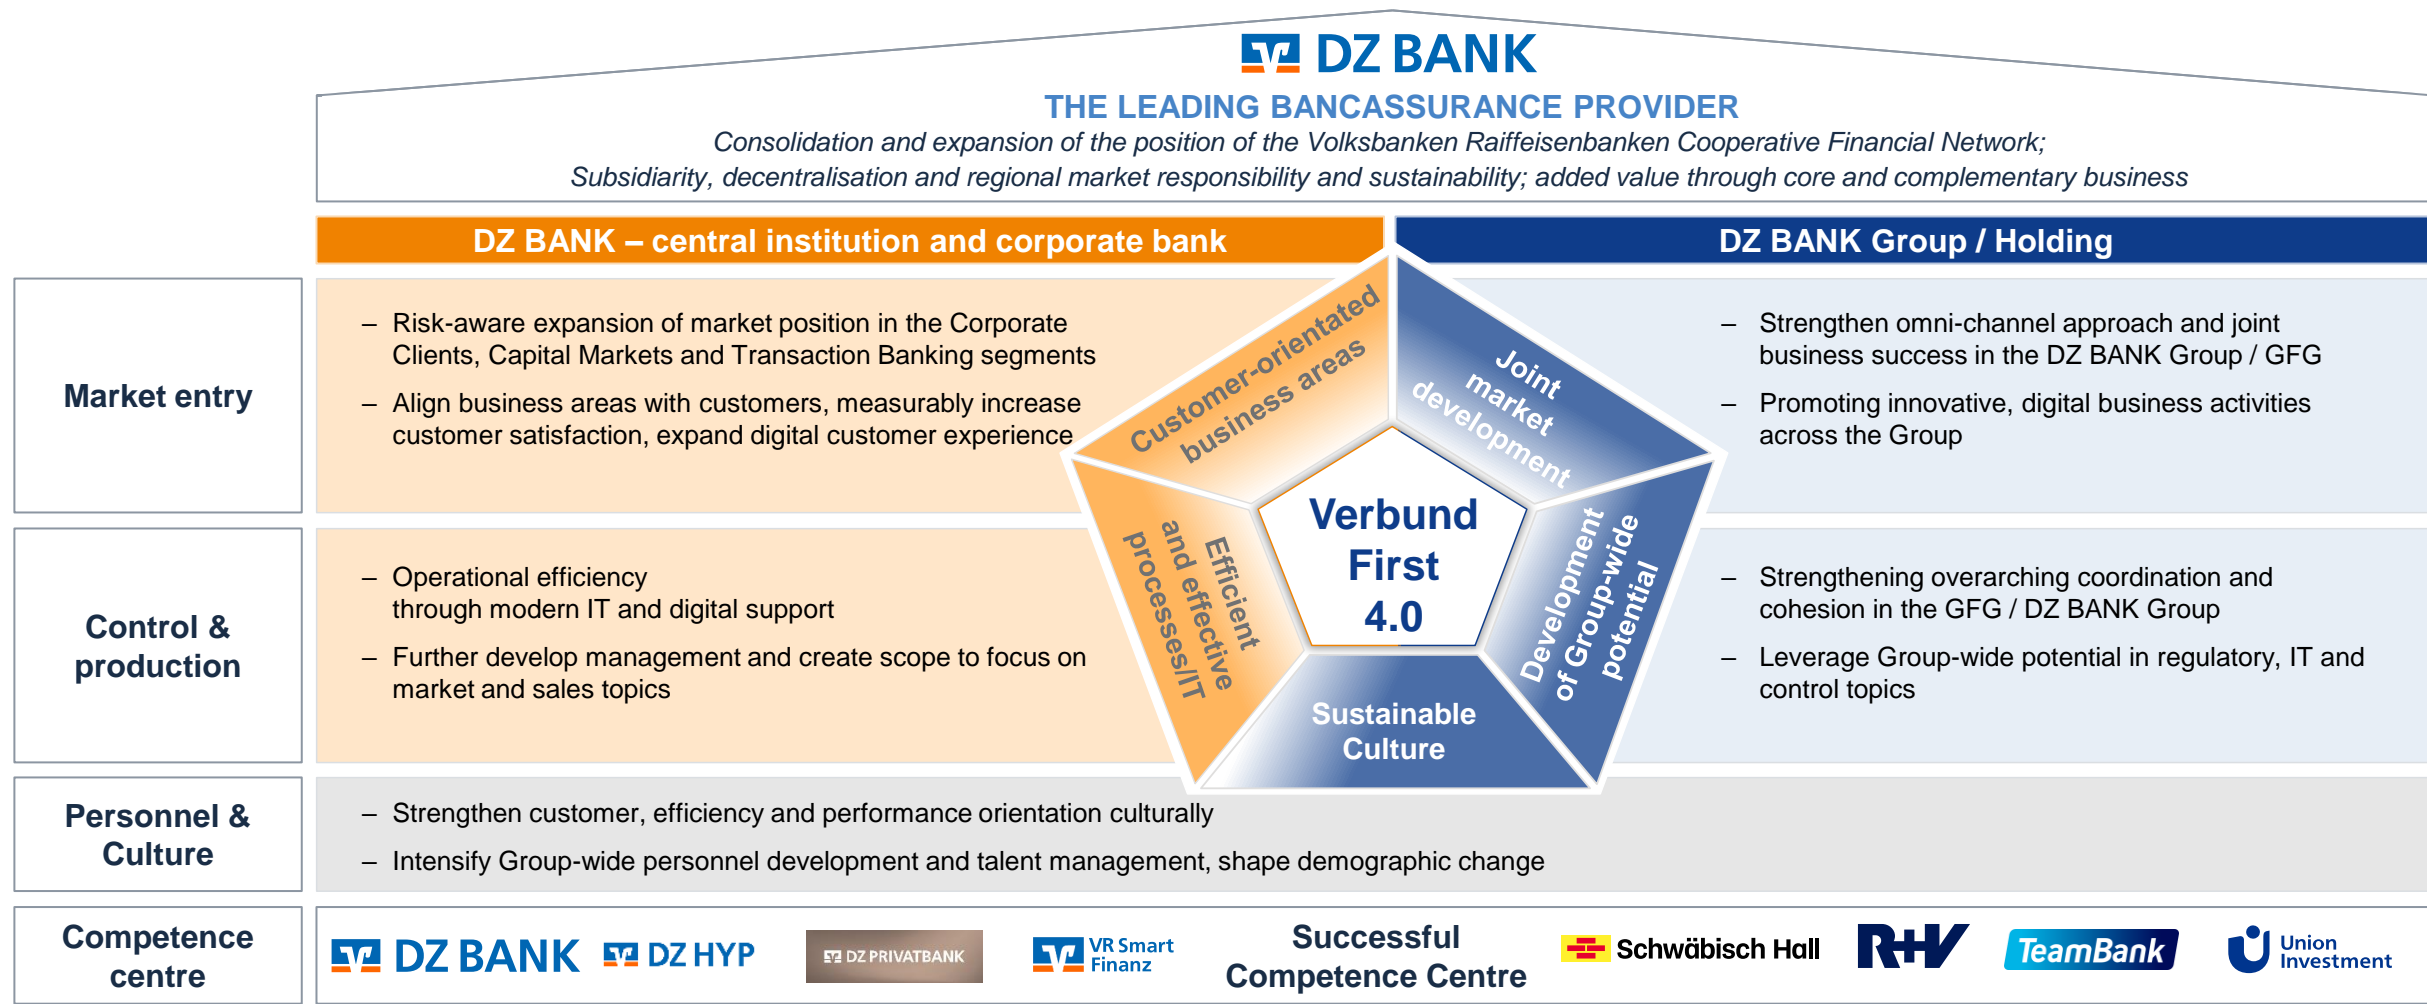 DZ BANK
THE LEADING BANCASSURANCE PROVIDER
Consolidation and expansion of the position of the Volksbanken Raiffeisenbanken Cooperative Financial Network;
Subsidiarity, decentralisation and regional market responsibility and sustainability; added value through core and complementary business
DZ BANK – central institution and corporate bank
DZ BANK Group / Holding
Market entry
– Risk-aware expansion of market position in the Corporate
Clients, Capital Markets and Transaction Banking segments
– Align business areas with customers, measurably increase
customer satisfaction, expand digital customer experience
Customer-orientated
business areas
Joint
market
development
– Strengthen omni-channel approach and joint
business success in the DZ BANK Group / GFG
– Promoting innovative, digital business activities
across the Group
Verbund
First
4.0
Control &
production
– Operational efficiency
through modern IT and digital support
– Further develop management and create scope to focus on
market and sales topics
Efficient
and effective
processes/IT
Development
of Group-wide
potential
– Strengthening overarching coordination and
cohesion in the GFG / DZ BANK Group
– Leverage Group-wide potential in regulatory, IT and
control topics
Sustainable
Culture
Personnel &
Culture
– Strengthen customer, efficiency and performance orientation culturally
– Intensify Group-wide personnel development and talent management, shape demographic change
Competence
centre
DZ BANK
DZ HYP
DZ PRIVATBANK
VR Smart
Finanz
Successful
Competence Centre
Schwäbisch Hall
R+V
TeamBank
Union
Investment